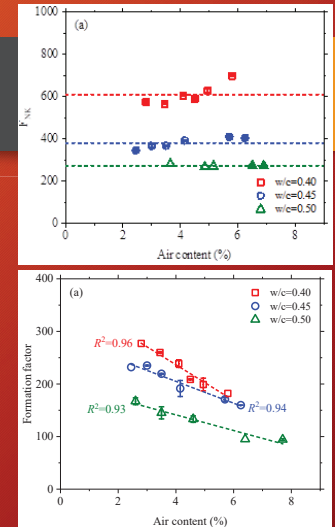 1000
(a)
800
600
400
200
0
F_NK
w/c=0.40
w/c=0.45
w/c=0.50
0 2 4 6 8
Air content (%)
400
(a)
w/c=0.40
w/c=0.45
w/c=0.50
300
R²=0.96
200
R²=0.93
R²=0.94
100
0
Formation factor
0 2 4 6 8
Air content (%)